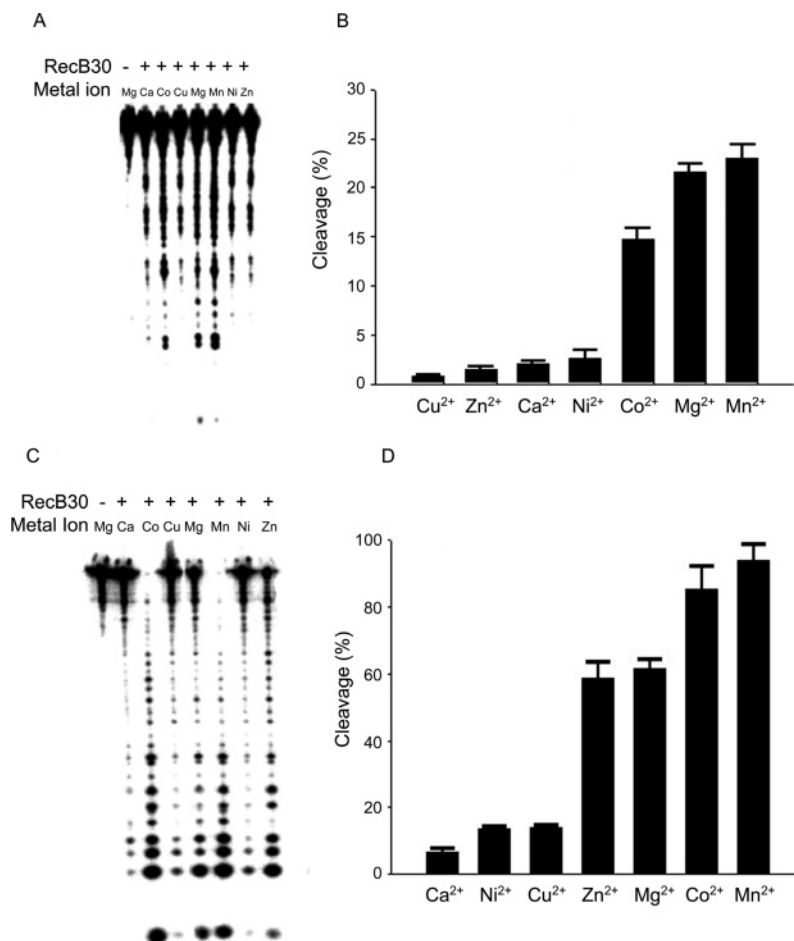 A
RecB30 - + + + + + + +
Metal ion Mg Ca Co Cu Mg Mn Ni Zn
B
Cleavage (%)
30
25
20
15
10
5
0
Cu²⁺ Zn²⁺ Ca²⁺ Ni²⁺ Co²⁺ Mg²⁺ Mn²⁺
C
RecB30 - + + + + + + +
Metal Ion Mg Ca Co Cu Mg Mn Ni Zn
D
Cleavage (%)
100
80
60
40
20
0
Ca²⁺ Ni²⁺ Cu²⁺ Zn²⁺ Mg²⁺ Co²⁺ Mn²⁺